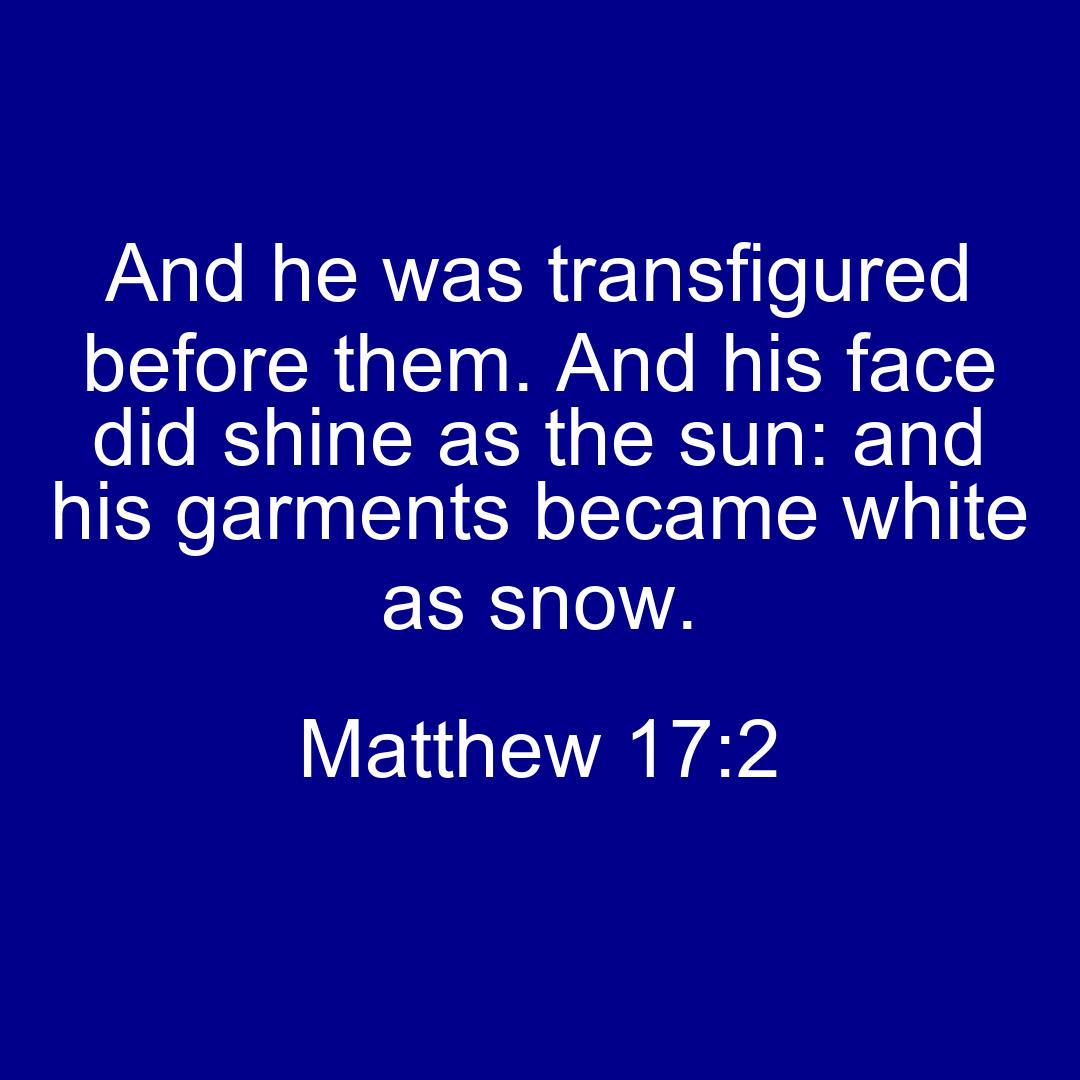 And he was transfigured
before them. And his face
did shine as the sun: and
his garments became white
as snow.
Matthew 17:2